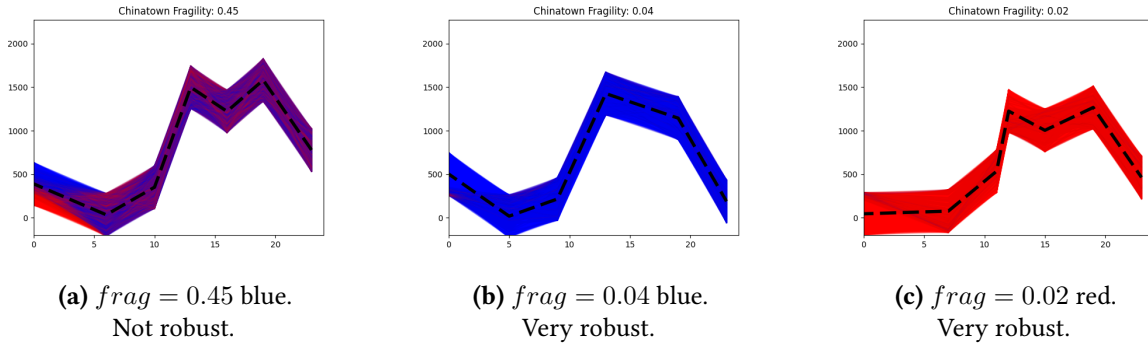 Chinatown Fragility: 0.45
2000
1500
1000
500
0
0 5 10 15 20
(a) frag = 0.45 blue.
Not robust.
Chinatown Fragility: 0.04
2000
1500
1000
500
0
0 5 10 15 20
(b) frag = 0.04 blue.
Very robust.
Chinatown Fragility: 0.02
2000
1500
1000
500
0
0 5 10 15 20
(c) frag = 0.02 red.
Very robust.